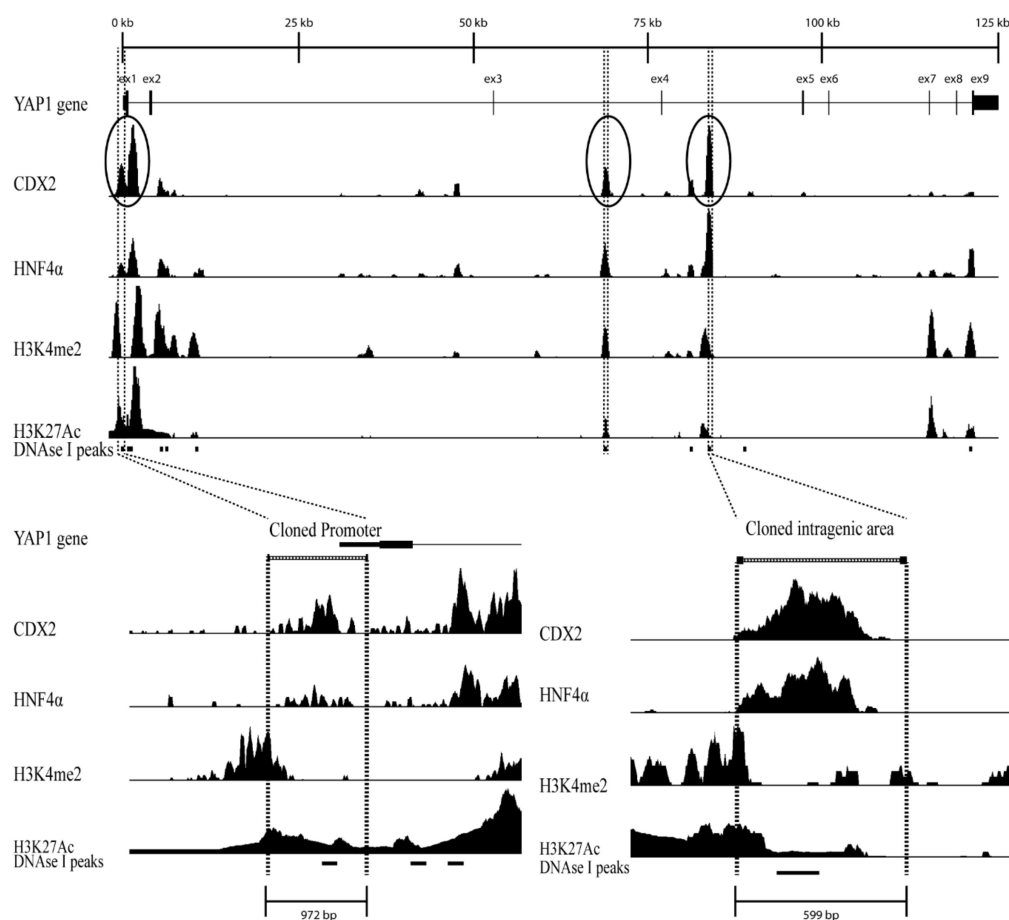 0 kb 25 kb 50 kb 75 kb 100 kb 125 kb
ex1 ex2 ex3 ex4 ex5 ex6 ex7 ex8 ex9
YAP1 gene
CDX2
HNF4α
H3K4me2
H3K27Ac
DNAse I peaks
Cloned Promoter
YAP1 gene
CDX2
HNF4α
H3K4me2
H3K27Ac
DNAse I peaks
972 bp
Cloned intragenic area
CDX2
HNF4α
H3K4me2
H3K27Ac
DNAse I peaks
599 bp